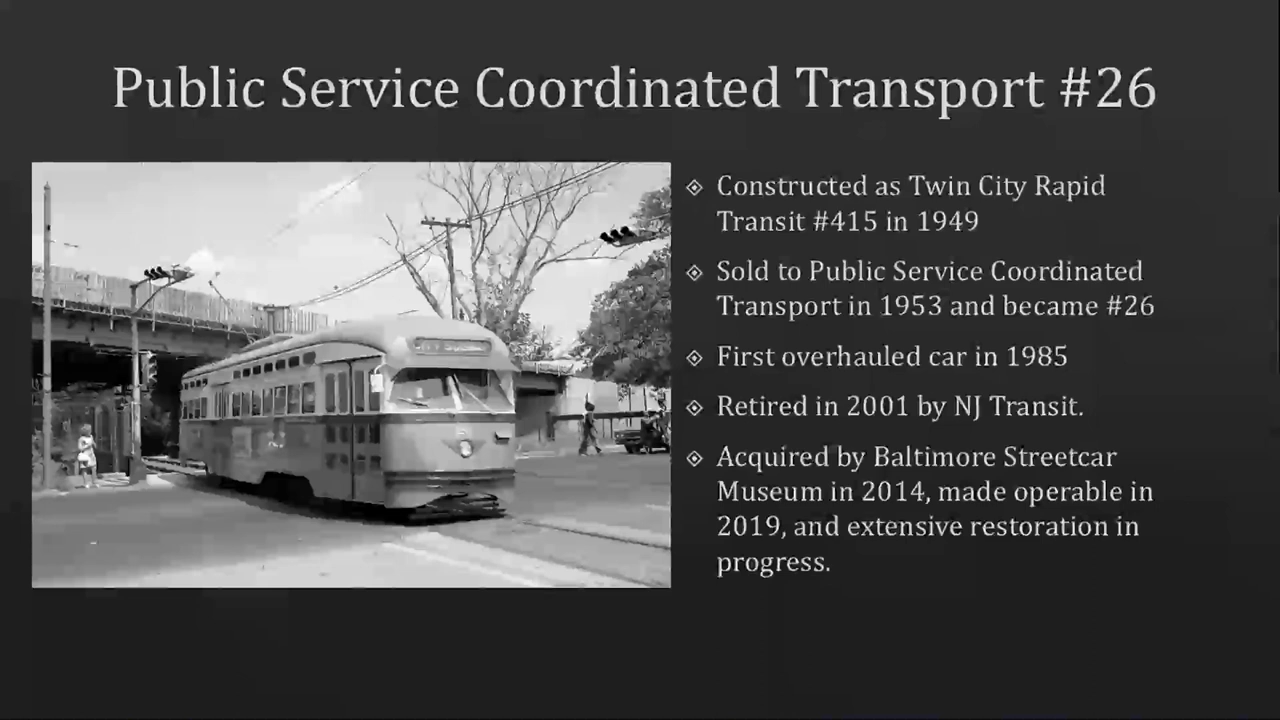 Public Service Coordinated Transport #26
Constructed as Twin City Rapid
Transit #415 in 1949
Sold to Public Service Coordinated
Transport in 1953 and became #26
First overhauled car in 1985
Retired in 2001 by NJ Transit.
Acquired by Baltimore Streetcar
Museum in 2014, made operable in
2019, and extensive restoration in
progress.